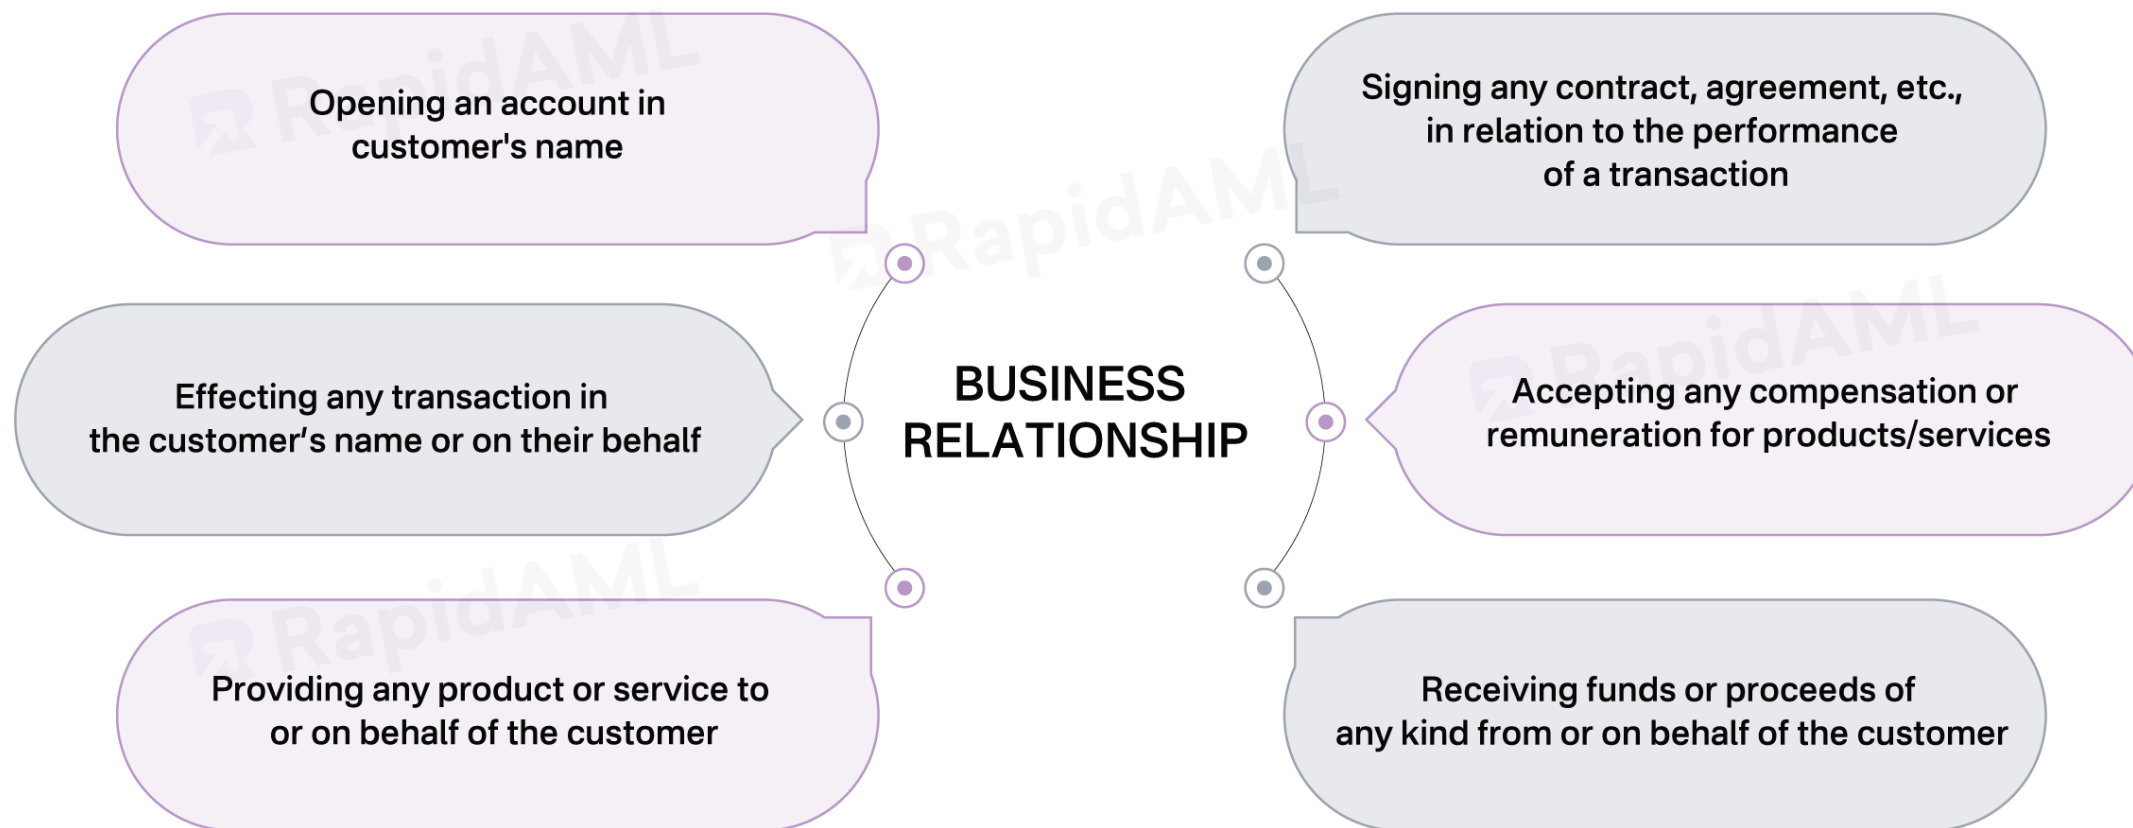 RapidAML
Opening an account in
customer's name
Effecting any transaction in
the customer’s name or on their behalf
RapidAML
Providing any product or service to
or on behalf of the customer
RapidAML
BUSINESS
RELATIONSHIP
Signing any contract, agreement, etc.,
in relation to the performance
of a transaction
RapidAML
Accepting any compensation or
remuneration for products/services
Receiving funds or proceeds of
any kind from or on behalf of the customer